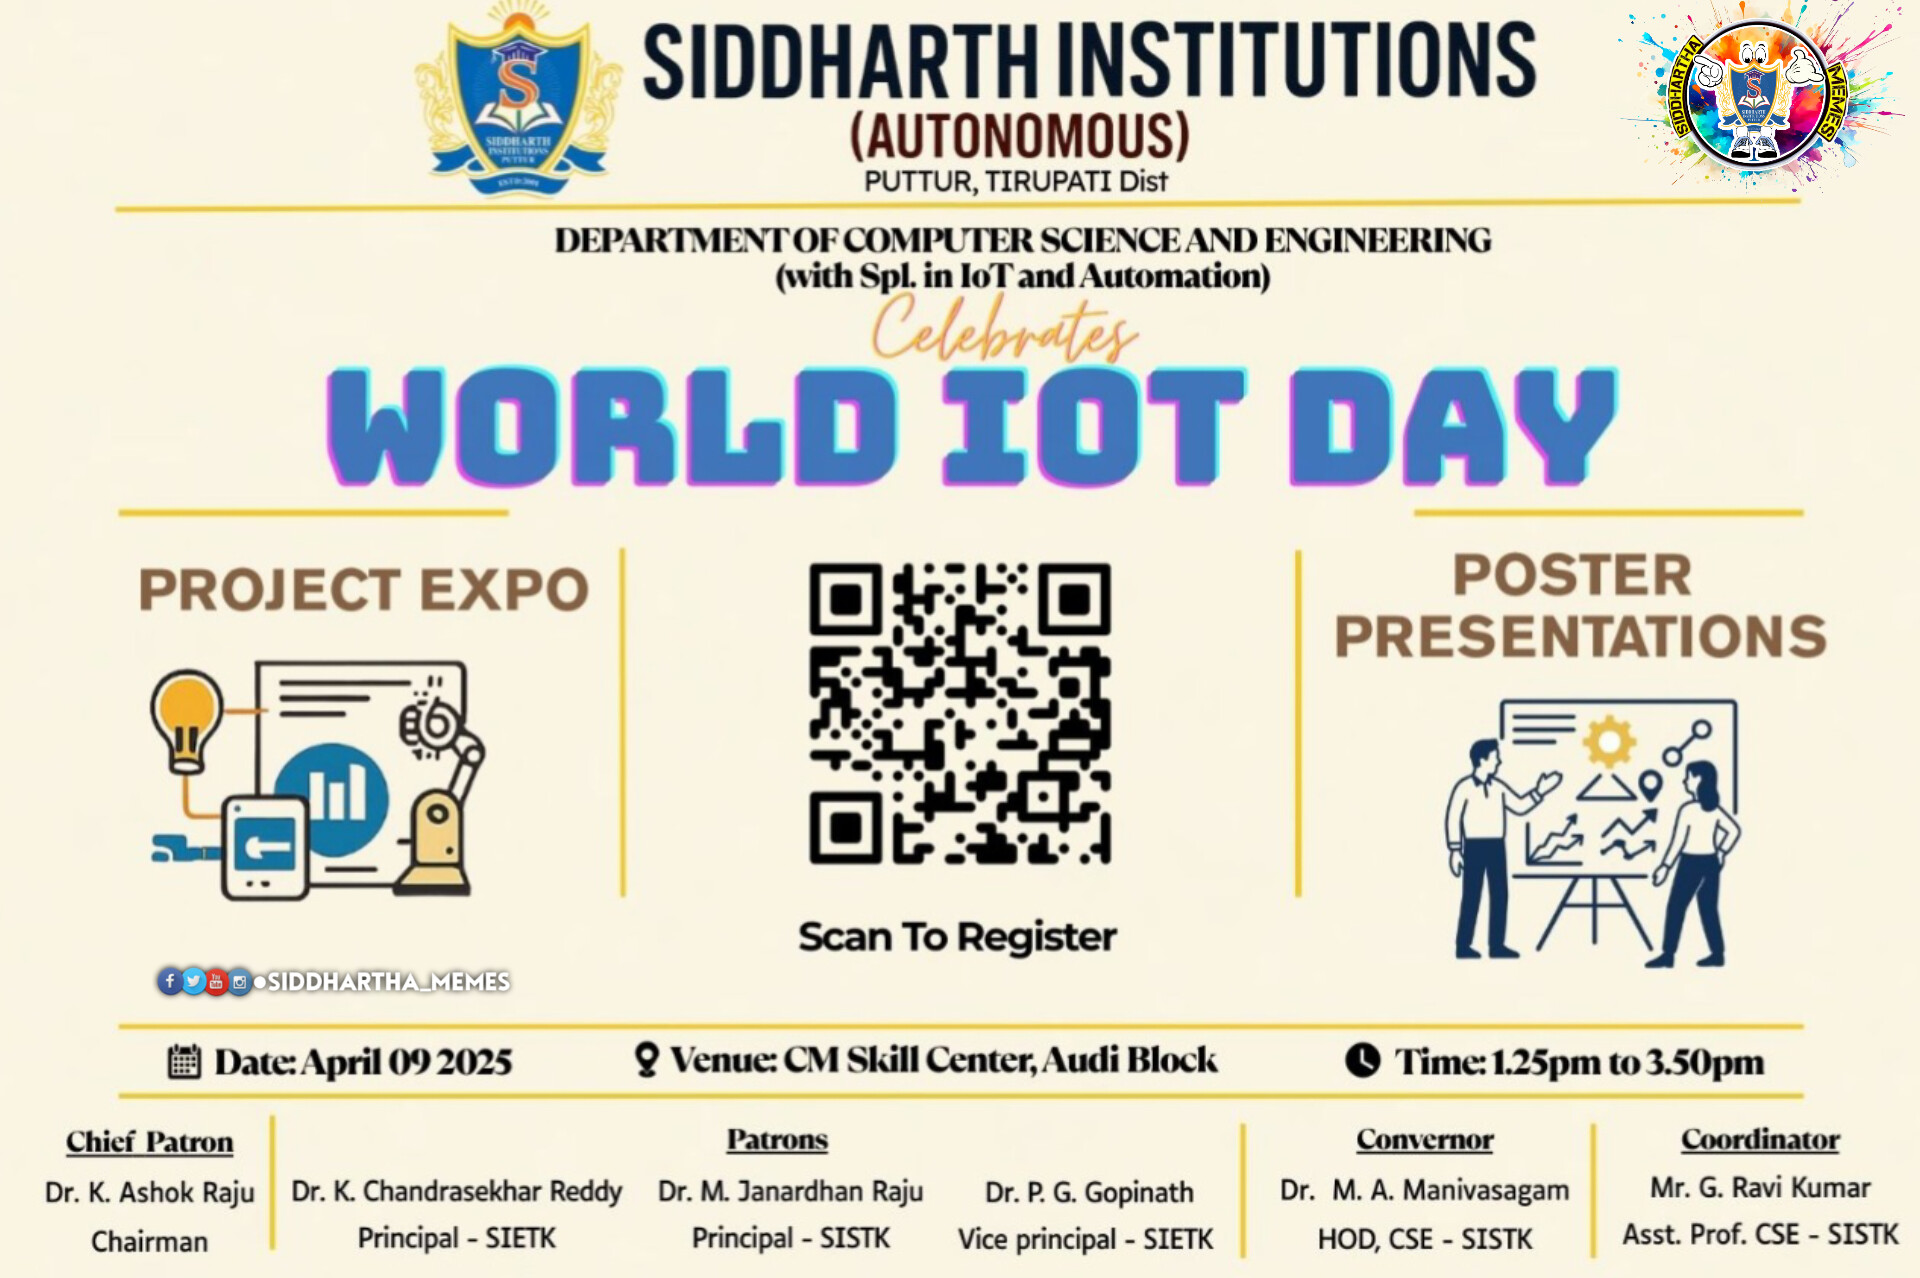 SIDDHARTH INSTITUTIONS
(AUTONOMOUS)
PUTTUR, TIRUPATI Dist
S
SIDDHARTH
INSTITUTIONS
PUTTUR
SIDDHARTHA MEMES
DEPARTMENT OF COMPUTER SCIENCE AND ENGINEERING
(with Spl. in IoT and Automation)
Celebrates
WORLD IOT DAY
PROJECT EXPO
POSTER
PRESENTATIONS
Scan To Register
SIDDHARTHA_MEMES
Date: April 09 2025
Venue: CM Skill Center, Audi Block
Time: 1.25pm to 3.50pm
Chief Patron
Dr. K. Ashok Raju
Chairman
Patrons
Dr. K. Chandrasekhar Reddy
Principal - SIETK
Dr. M. Janardhan Raju
Principal - SISTK
Dr. P. G. Gopinath
Vice principal - SIETK
Convernor
Dr. M. A. Manivasagam
HOD, CSE - SISTK
Coordinator
Mr. G. Ravi Kumar
Asst. Prof. CSE - SISTK